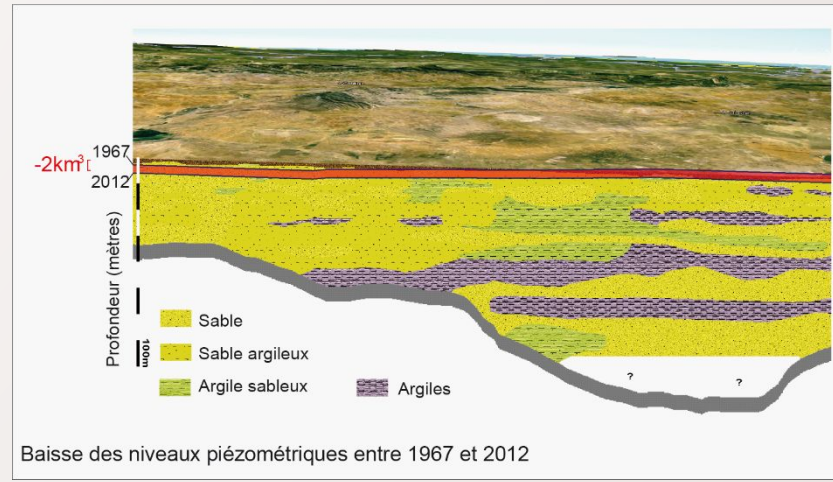 1967
-2km³
2012
Profondeur (mètres)
100m
Sable
Sable argileux
Argile sableux
Argiles
?
?
Baisse des niveaux piézométriques entre 1967 et 2012